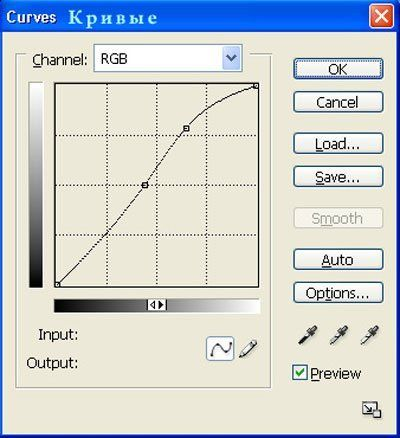 Curves Кривые
Channel: RGB
OK
Cancel
Load...
Save...
Smooth
Auto
Options...
Input:
Output:
Preview